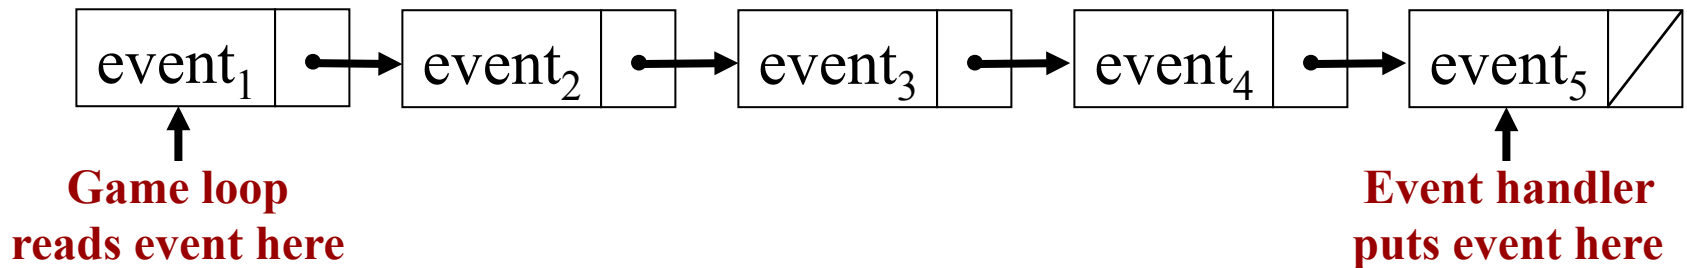 event₁ event₂ event₃ event₄ event₅
Game loop
reads event here
Event handler
puts event here